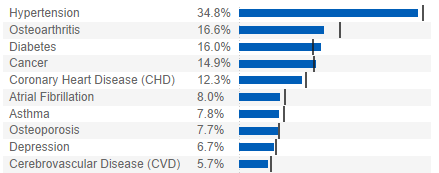 Hypertension 34.8%
Osteoarthritis 16.6%
Diabetes 16.0%
Cancer 14.9%
Coronary Heart Disease (CHD) 12.3%
Atrial Fibrillation 8.0%
Asthma 7.8%
Osteoporosis 7.7%
Depression 6.7%
Cerebrovascular Disease (CVD) 5.7%